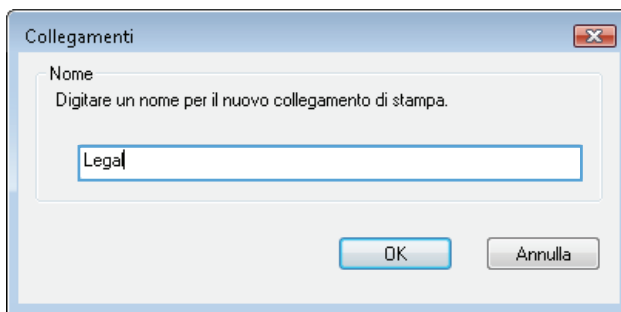 Collegamenti
Nome
Digitare un nome per il nuovo collegamento di stampa.
Legal
OK
Annulla